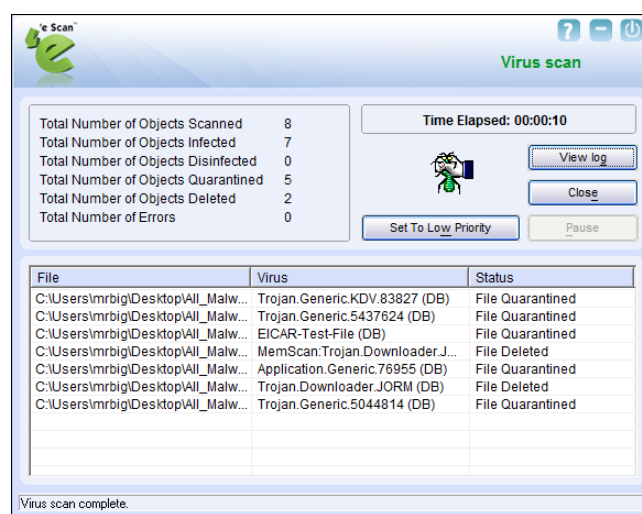 e Scan
Virus scan
Total Number of Objects Scanned 8
Total Number of Objects Infected 7
Total Number of Objects Disinfected 0
Total Number of Objects Quarantined 5
Total Number of Objects Deleted 2
Total Number of Errors 0
Time Elapsed: 00:00:10
View log
Close
Set To Low Priority
Pause
File Virus Status
C:\Users\mrbig\Desktop\All_Malw... Trojan.Generic.KDV.83827 (DB) File Quarantined
C:\Users\mrbig\Desktop\All_Malw... Trojan.Generic.5437624 (DB) File Quarantined
C:\Users\mrbig\Desktop\All_Malw... EICAR-Test-File (DB) File Quarantined
C:\Users\mrbig\Desktop\All_Malw... MemScan:Trojan.Downloader.J... File Deleted
C:\Users\mrbig\Desktop\All_Malw... Application.Generic.76955 (DB) File Quarantined
C:\Users\mrbig\Desktop\All_Malw... Trojan.Downloader.JORM (DB) File Deleted
C:\Users\mrbig\Desktop\All_Malw... Trojan.Generic.5044814 (DB) File Quarantined
Virus scan complete.